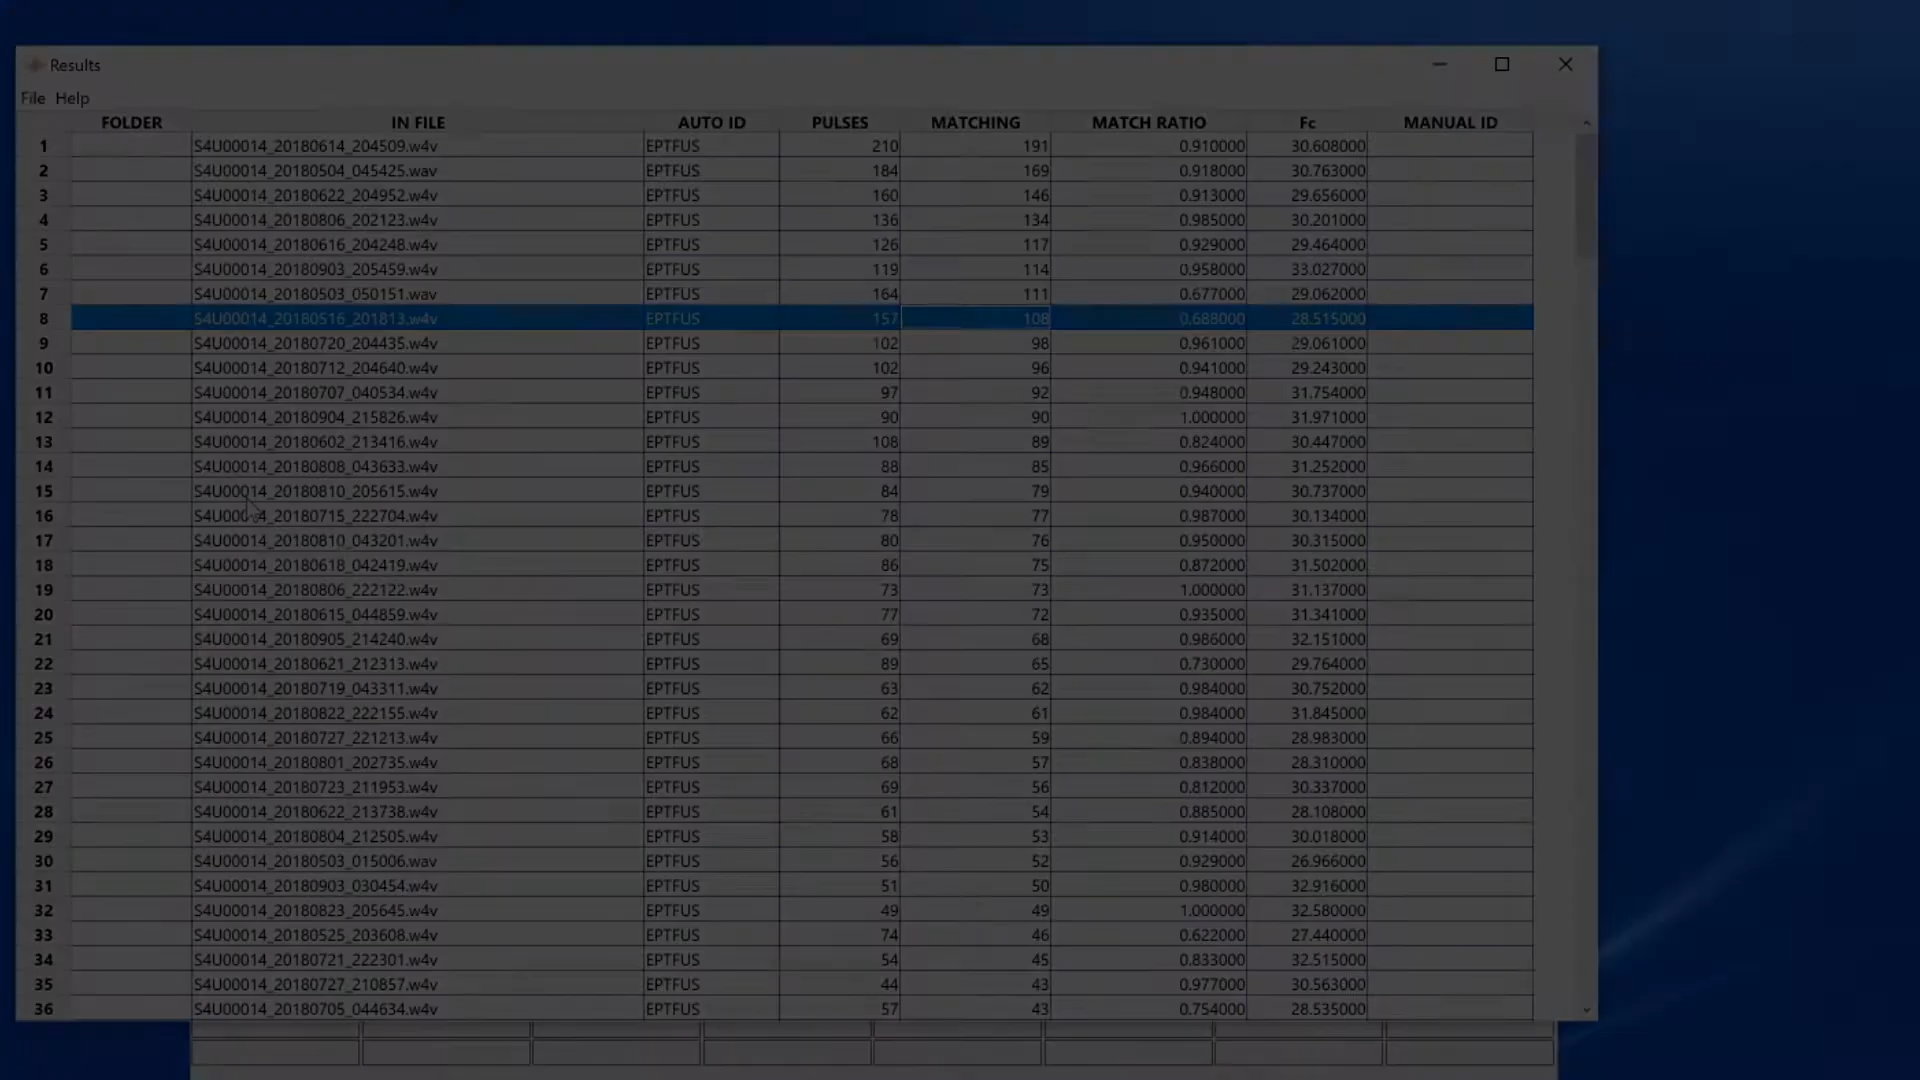 Results
File Help
FOLDER IN FILE AUTO ID PULSES MATCHING MATCH RATIO Fc MANUAL ID
1 S4U00014_20180614_204509.w4v EPTFUS 210 191 0.910000 30.608000
2 S4U00014_20180504_045425.wav EPTFUS 184 169 0.918000 30.763000
3 S4U00014_20180622_204952.w4v EPTFUS 160 146 0.913000 29.656000
4 S4U00014_20180806_202123.w4v EPTFUS 136 134 0.985000 30.201000
5 S4U00014_20180616_204248.w4v EPTFUS 126 117 0.929000 29.464000
6 S4U00014_20180903_205459.w4v EPTFUS 119 114 0.958000 33.027000
7 S4U00014_20180503_050151.wav EPTFUS 164 111 0.677000 29.062000
8 S4U00014_20180516_201813.w4v EPTFUS 157 108 0.688000 28.515000
9 S4U00014_20180720_204435.w4v EPTFUS 102 98 0.961000 29.061000
10 S4U00014_20180712_204640.w4v EPTFUS 102 96 0.941000 29.243000
11 S4U00014_20180707_040534.w4v EPTFUS 97 92 0.948000 31.754000
12 S4U00014_20180904_215826.w4v EPTFUS 90 90 1.000000 31.971000
13 S4U00014_20180602_213416.w4v EPTFUS 108 89 0.824000 30.447000
14 S4U00014_20180808_043633.w4v EPTFUS 88 85 0.966000 31.252000
15 S4U00014_20180810_205615.w4v EPTFUS 84 79 0.940000 30.737000
16 S4U00014_20180715_222704.w4v EPTFUS 78 77 0.987000 30.134000
17 S4U00014_20180810_043201.w4v EPTFUS 80 76 0.950000 30.315000
18 S4U00014_20180618_042419.w4v EPTFUS 86 75 0.872000 31.502000
19 S4U00014_20180806_222122.w4v EPTFUS 73 73 1.000000 31.137000
20 S4U00014_20180615_044859.w4v EPTFUS 77 72 0.935000 31.341000
21 S4U00014_20180905_214240.w4v EPTFUS 69 68 0.986000 32.151000
22 S4U00014_20180621_212313.w4v EPTFUS 89 65 0.730000 29.764000
23 S4U00014_20180719_043311.w4v EPTFUS 63 62 0.984000 30.752000
24 S4U00014_20180822_222155.w4v EPTFUS 62 61 0.984000 31.845000
25 S4U00014_20180727_221213.w4v EPTFUS 66 59 0.894000 28.983000
26 S4U00014_20180801_202735.w4v EPTFUS 68 57 0.838000 28.310000
27 S4U00014_20180723_211953.w4v EPTFUS 69 56 0.812000 30.337000
28 S4U00014_20180622_213738.w4v EPTFUS 61 54 0.885000 28.108000
29 S4U00014_20180804_212505.w4v EPTFUS 58 53 0.914000 30.018000
30 S4U00014_20180503_015006.wav EPTFUS 56 52 0.929000 26.966000
31 S4U00014_20180903_030454.w4v EPTFUS 51 50 0.980000 32.916000
32 S4U00014_20180823_205645.w4v EPTFUS 49 49 1.000000 32.580000
33 S4U00014_20180525_203608.w4v EPTFUS 74 46 0.622000 27.440000
34 S4U00014_20180721_222301.w4v EPTFUS 54 45 0.833000 32.515000
35 S4U00014_20180727_210857.w4v EPTFUS 44 43 0.977000 30.563000
36 S4U00014_20180705_044634.w4v EPTFUS 57 43 0.754000 28.535000